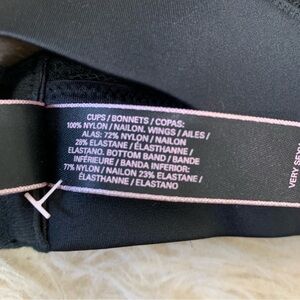 CUPS / BONNETS / COPAS:
100% NYLON / NAILON. WINGS / AILES /
ALAS: 72% NYLON / NAILON
28% ELASTANE / ÉLASTHANNE /
ELASTANO. BOTTOM BAND / BANDE
INFÉRIEURE / BANDA INFERIOR:
77% NYLON / NAILON 23% ELASTANE /
ÉLASTHANNE / ELASTANO
VERY SEXY